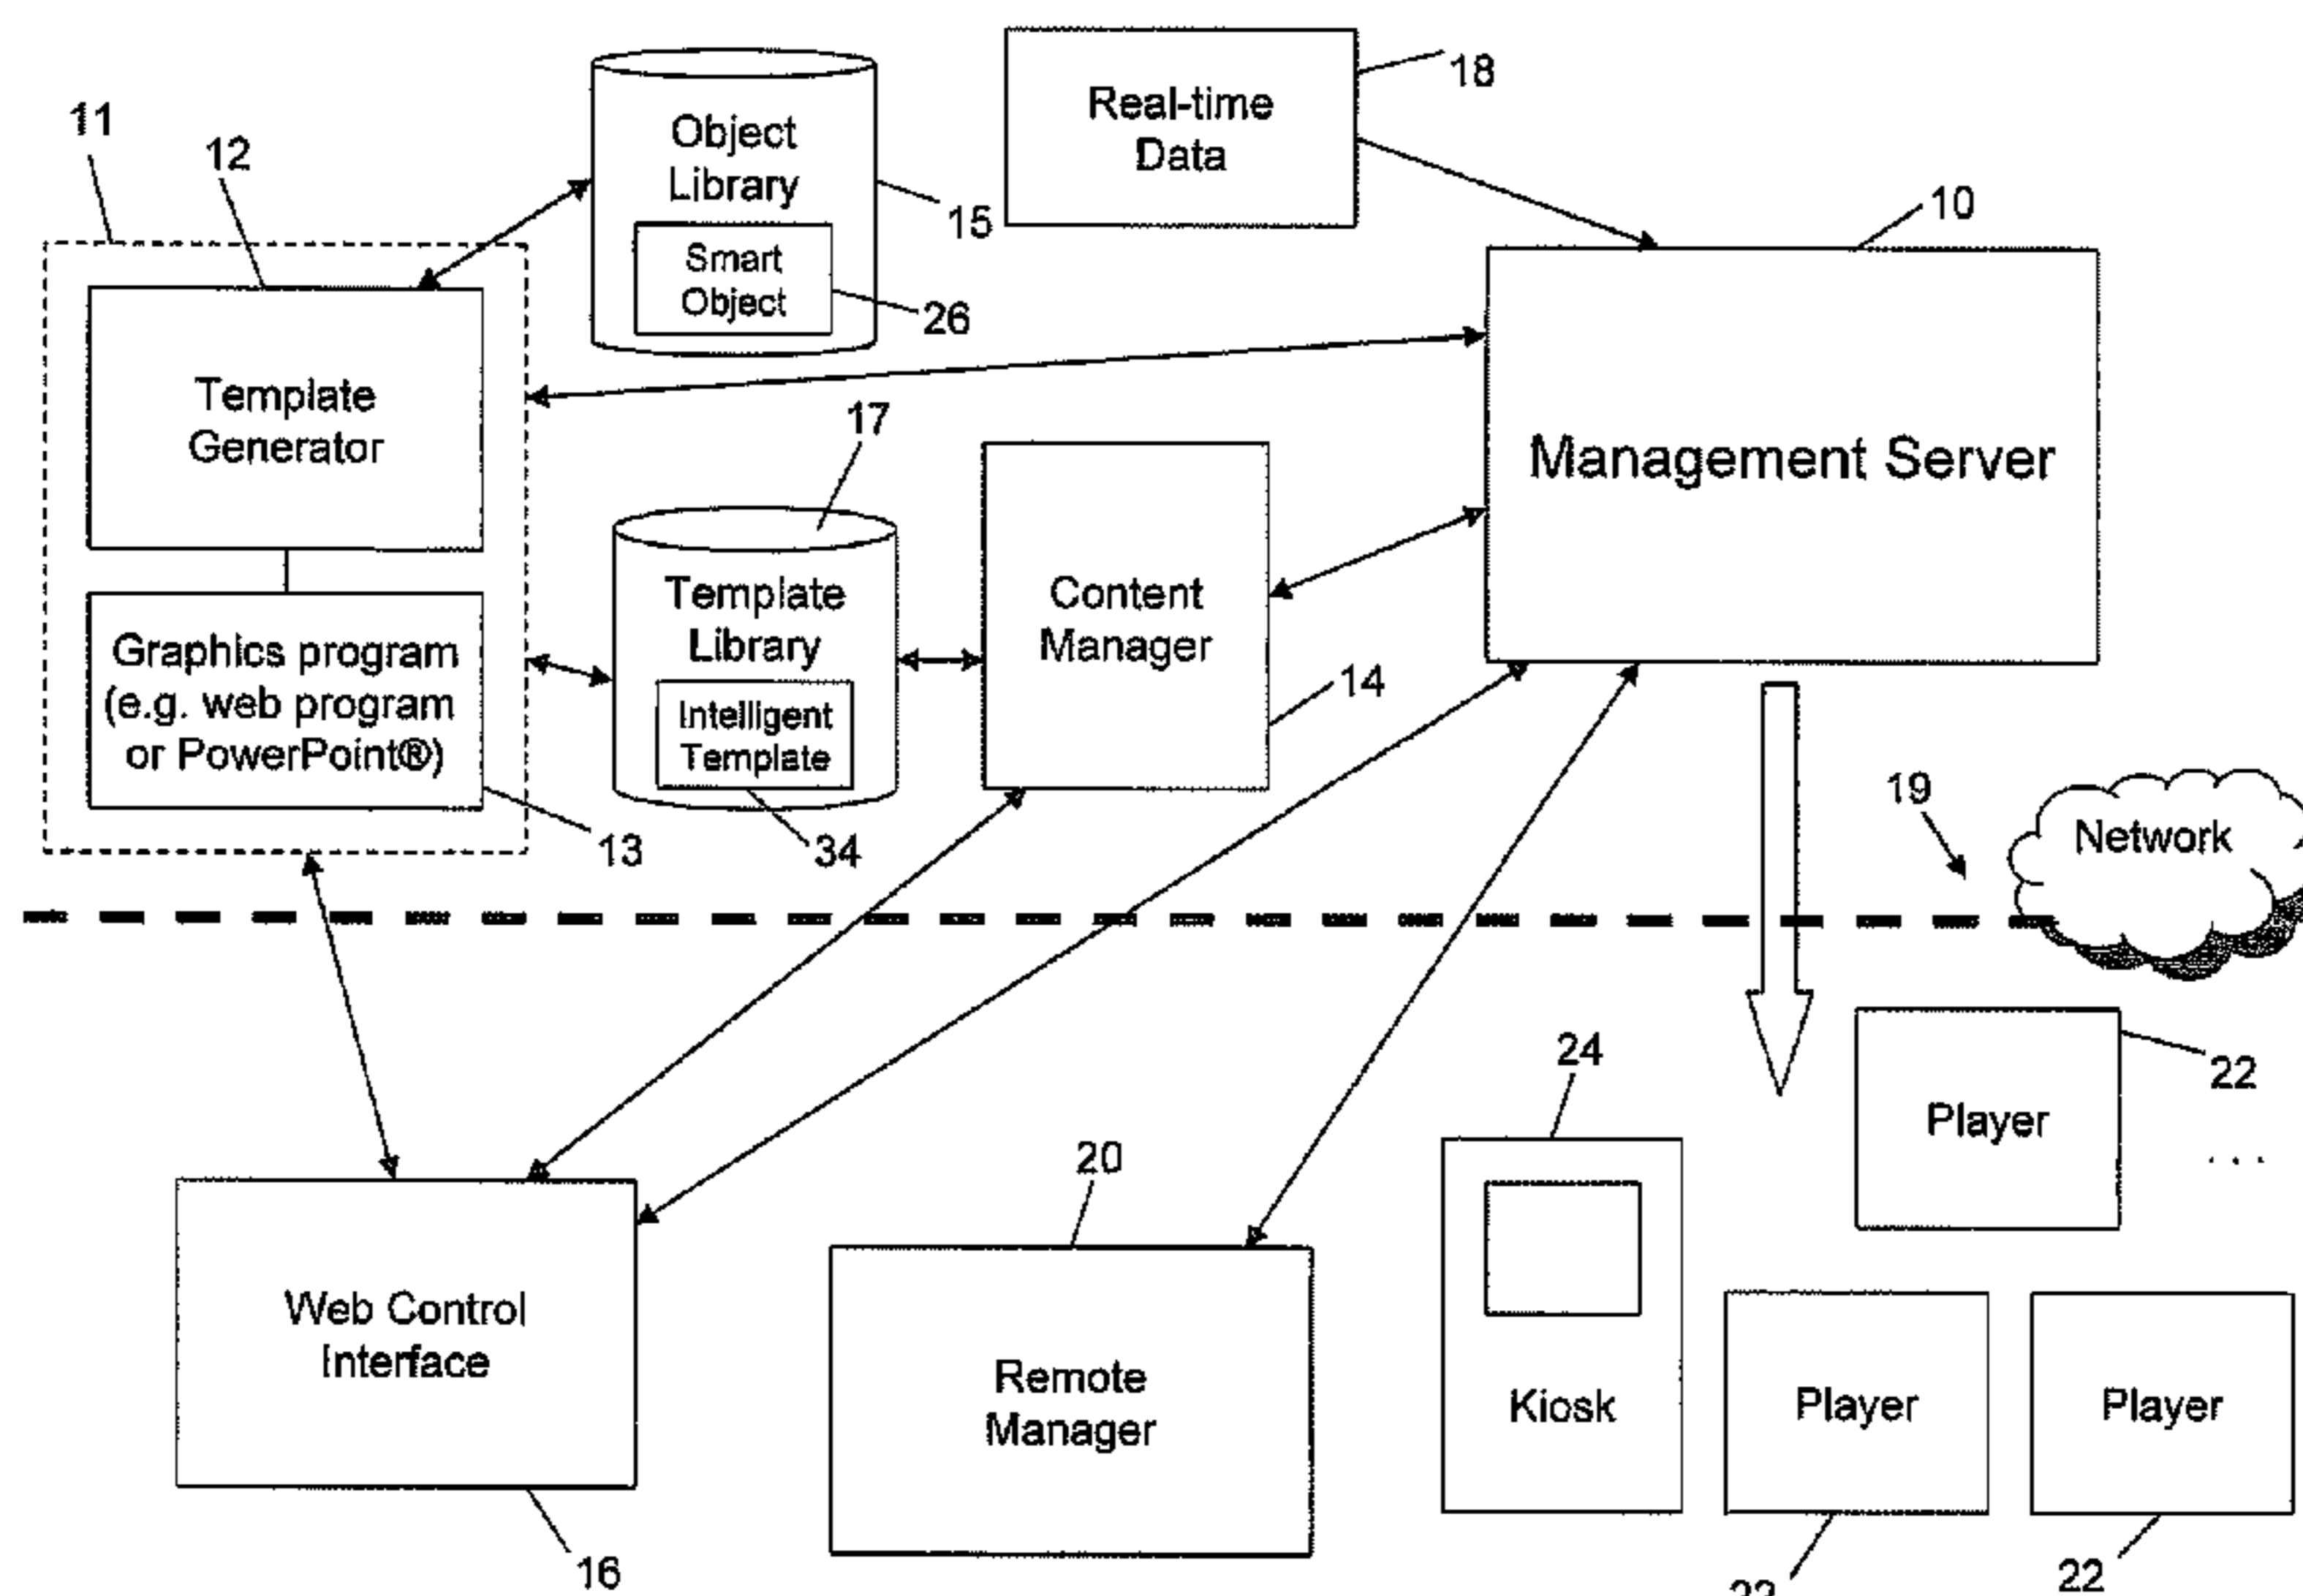 11
12
Object
Library
Smart
Object
15
26
Real-time
Data
18
10
Management Server
Template
Generator
Graphics program
(e.g. web program
or PowerPoint®)
13
17
Template
Library
Intelligent
Template
34
Content
Manager
14
19
Network
Web Control
Interface
16
20
Remote
Manager
24
Kiosk
Player
22
. . .
Player
Player
22